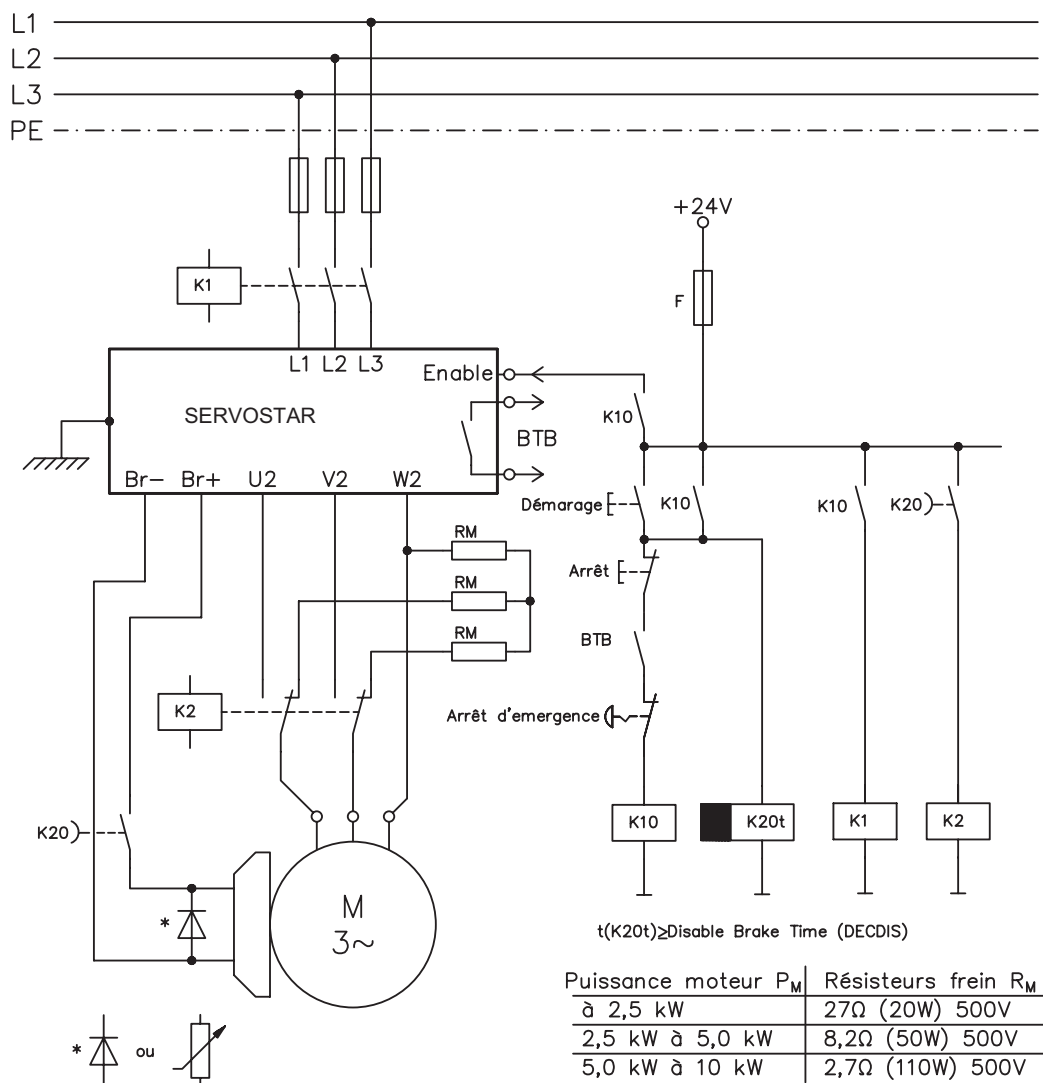 L1
L2
L3
PE
+24V
F
K1
L1 L2 L3
Enable
K10
SERVOSTAR
BTB
Br- Br+ U2 V2 W2
Démarage
K10
K10
K20
RM
Arrêt
RM
BTB
RM
K2
Arrêt d'emergence
K20
K10
K20t
K1
K2
M
3~
*
t(K20t)≥Disable Brake Time (DECDIS)
Puissance moteur PM Résisteurs frein RM
à 2,5 kW 27Ω (20W) 500V
2,5 kW à 5,0 kW 8,2Ω (50W) 500V
5,0 kW à 10 kW 2,7Ω (110W) 500V
* ou